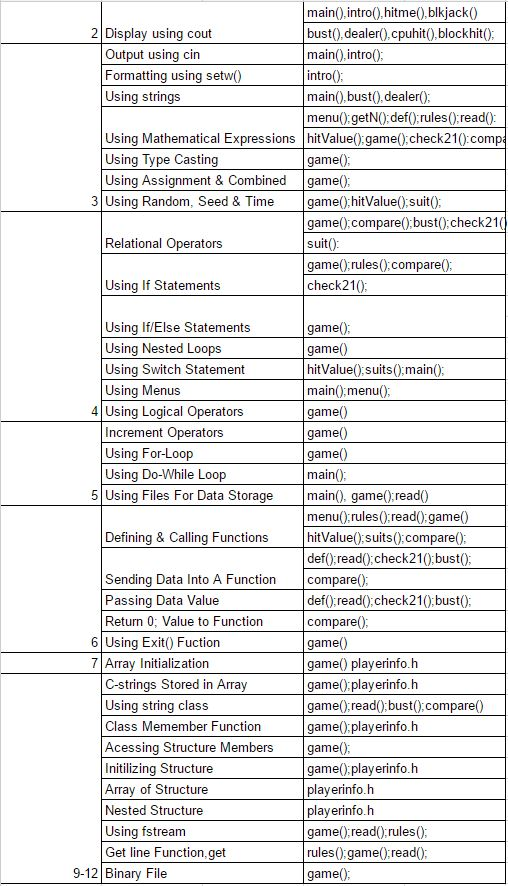 main(),intro(),hitme(),blkjack()
2 Display using cout bust(),dealer(),cpuhit(),blockhit();
Output using cin main(),intro();
Formatting using setw() intro();
Using strings main(),bust(),dealer();
menu();getN();def();rules();read():
Using Mathematical Expressions hitValue();game();check21():compa
Using Type Casting game();
Using Assignment & Combined game();
3 Using Random, Seed & Time game();hitValue();suit();
game();compare();bust();check21()
Relational Operators suit():
game();rules();compare();
Using If Statements check21();
Using If/Else Statements game();
Using Nested Loops game()
Using Switch Statement hitValue();suits();main();
Using Menus main();menu();
4 Using Logical Operators game()
Increment Operators game()
Using For-Loop game()
Using Do-While Loop main();
5 Using Files For Data Storage main(), game();read()
menu();rules();read();game()
Defining & Calling Functions hitValue();suits();compare();
def();read();check21();bust();
Sending Data Into A Function compare();
Passing Data Value def();read();check21();bust();
Return 0; Value to Function compare();
6 Using Exit() Fuction game()
7 Array Initialization game() playerinfo.h
C-strings Stored in Array game();playerinfo.h
Using string class game();read();bust();compare()
Class Memember Function game();playerinfo.h
Acessing Structure Members game();
Initilizing Structure game();playerinfo.h
Array of Structure playerinfo.h
Nested Structure playerinfo.h
Using fstream game();read();rules();
Get line Function,get rules();game();read();
9-12 Binary File game();